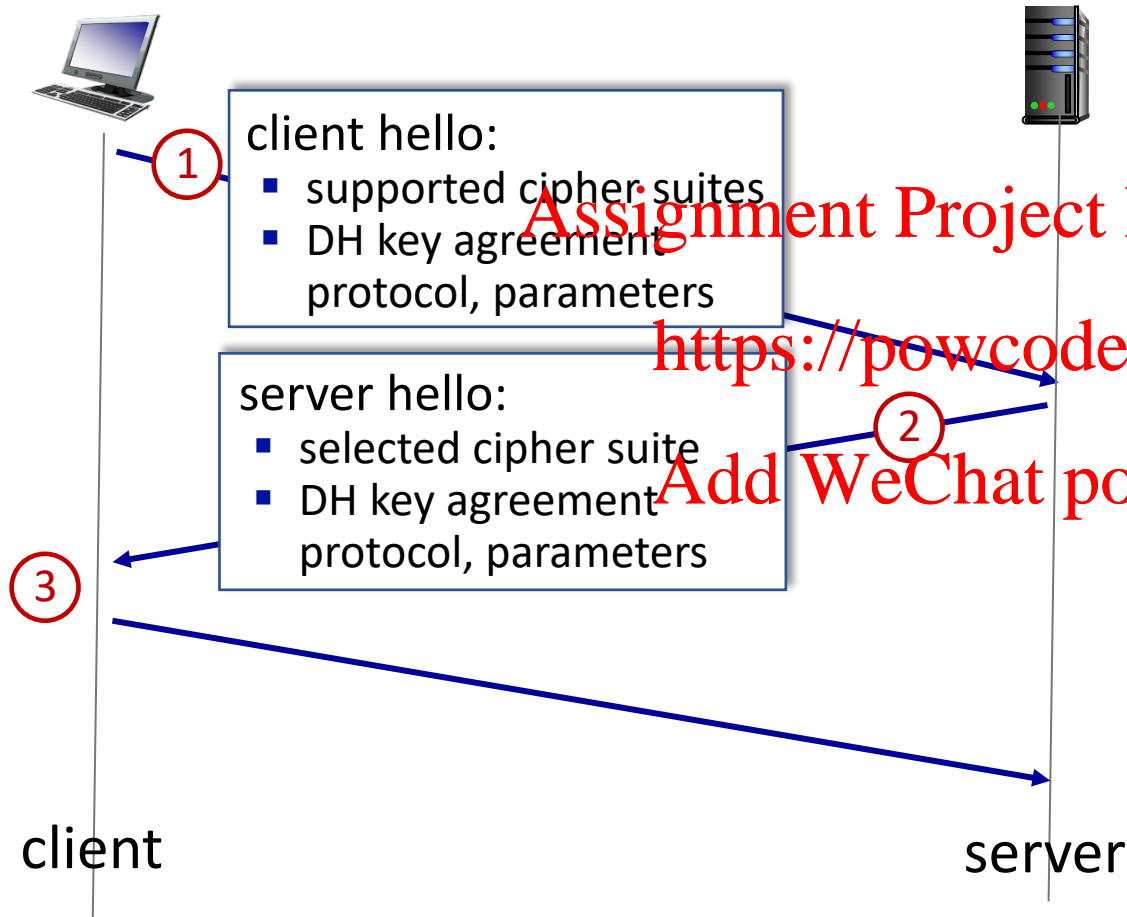 1
client hello:
▪ supported cipher suites
▪ DH key agreement
protocol, parameters
Assignment Project
https://powcode
server hello:
▪ selected cipher suite
▪ DH key agreement
protocol, parameters
2
Add WeChat po
3
client
server